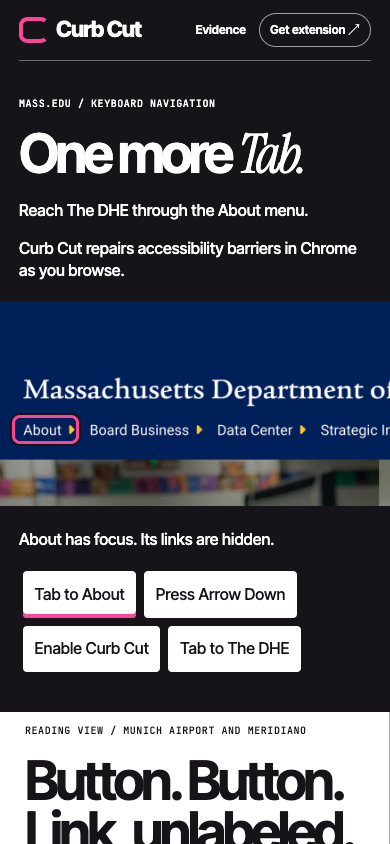 Curb Cut
Evidence
Get extension ↗
MASS.EDU / KEYBOARD NAVIGATION
One more Tab.
Reach The DHE through the About menu.
Curb Cut repairs accessibility barriers in Chrome
as you browse.
Massachusetts Department of
About
Board Business
Data Center
Strategic In
About has focus. Its links are hidden.
Tab to About
Press Arrow Down
Enable Curb Cut
Tab to The DHE
READING VIEW / MUNICH AIRPORT AND MERIDIANO
Button. Button.
Link, unlabeled.